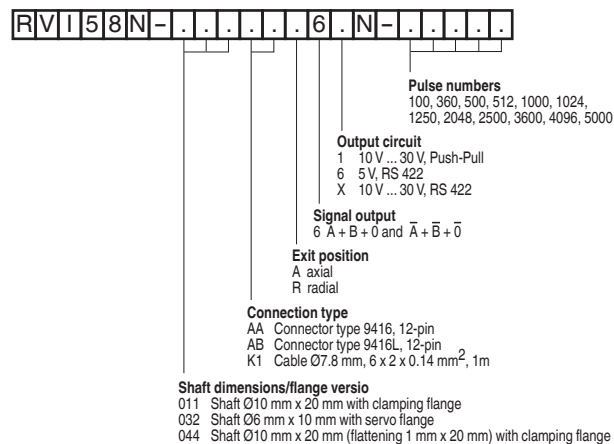 RVI58N-......6.N-.....
Pulse numbers
100, 360, 500, 512, 1000, 1024,
1250, 2048, 2500, 3600, 4096, 5000
Output circuit
1 10 V ... 30 V, Push-Pull
6 5 V, RS 422
X 10 V ... 30 V, RS 422
Signal output
6 A + B + 0 and A̅ + B̅ + 0̅
Exit position
A axial
R radial
Connection type
AA Connector type 9416, 12-pin
AB Connector type 9416L, 12-pin
K1 Cable Ø7.8 mm, 6 x 2 x 0.14 mm², 1m
Shaft dimensions/flange versio
011 Shaft Ø10 mm x 20 mm with clamping flange
032 Shaft Ø6 mm x 10 mm with servo flange
044 Shaft Ø10 mm x 20 mm (flattening 1 mm x 20 mm) with clamping flange